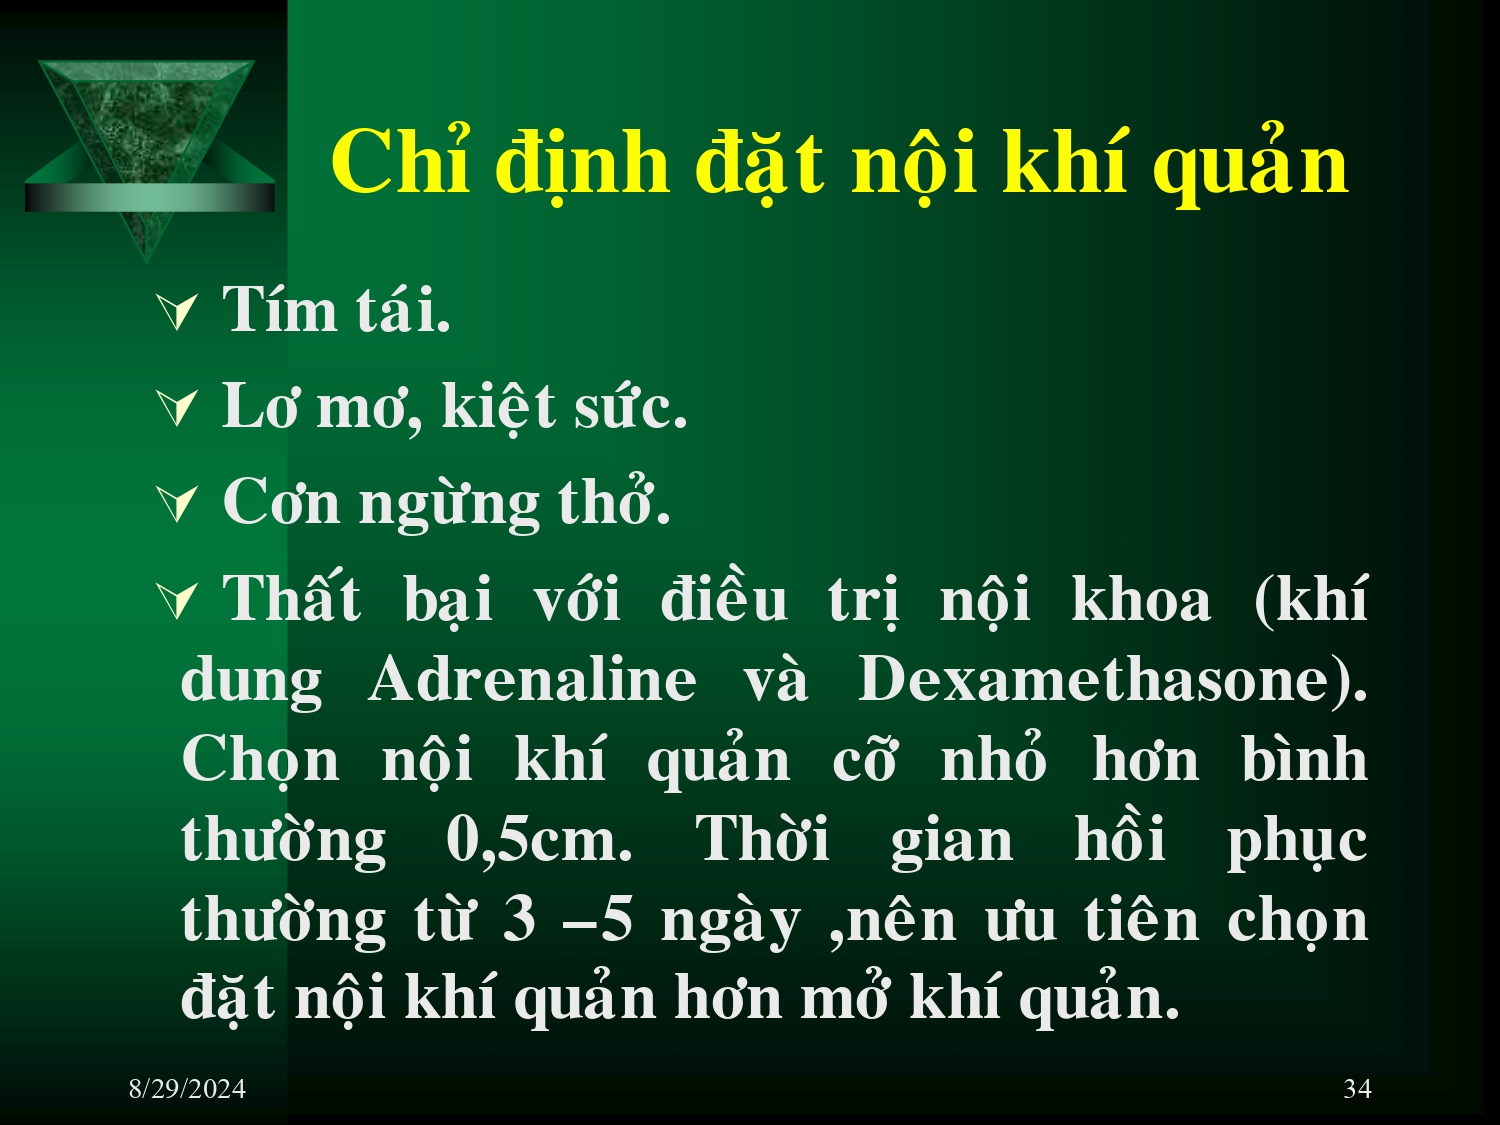 Chỉ định đặt nội khí quản
Tím tái.
Lơ mơ, kiệt sức.
Cơn ngừng thở.
Thất bại với điều trị nội khoa (khí
dung Adrenaline và Dexamethasone).
Chọn nội khí quản cỡ nhỏ hơn bình
thường 0,5cm. Thời gian hồi phục
thường từ 3 –5 ngày ,nên ưu tiên chọn
đặt nội khí quản hơn mở khí quản.
8/29/2024
34